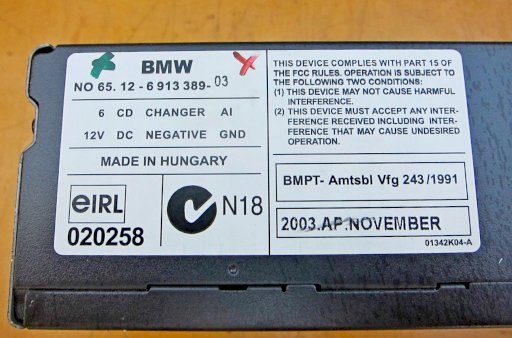 BMW
NO 65. 12 - 6 913 389- 03
6 CD CHANGER AI
12V DC NEGATIVE GND
MADE IN HUNGARY
eIRL
020258
N18
THIS DEVICE COMPLIES WITH PART 15 OF
THE FCC RULES. OPERATION IS SUBJECT TO
THE FOLLOWING TWO CONDITIONS:
(1) THIS DEVICE MAY NOT CAUSE HARMFUL
INTERFERENCE.
(2) THIS DEVICE MUST ACCEPT ANY INTER-
FERENCE RECEIVED INCLUDING INTER-
FERENCE THAT MAY CAUSE UNDESIRED
OPERATION.
BMPT- Amtsbl Vfg 243/1991
2003.AP.NOVEMBER
01342K04-A